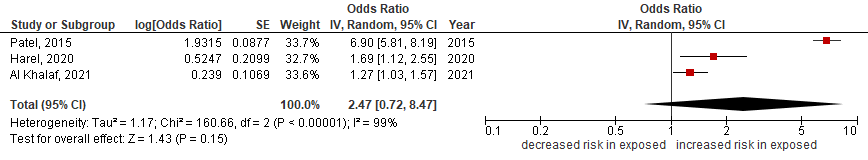 Odds Ratio Odds Ratio
Study or Subgroup log[Odds Ratio] SE Weight IV, Random, 95% CI Year IV, Random, 95% CI
Patel, 2015 1.9315 0.0877 33.7% 6.90 [5.81, 8.19] 2015
Harel, 2020 0.5247 0.2099 32.7% 1.69 [1.12, 2.55] 2020
Al Khalaf, 2021 0.239 0.1069 33.6% 1.27 [1.03, 1.57] 2021
Total (95% CI) 100.0% 2.47 [0.72, 8.47]
Heterogeneity: Tau² = 1.17; Chi² = 160.66, df = 2 (P < 0.00001); I² = 99%
Test for overall effect: Z = 1.43 (P = 0.15)
0.1 0.2 0.5 1 2 5 10
decreased risk in exposed increased risk in exposed